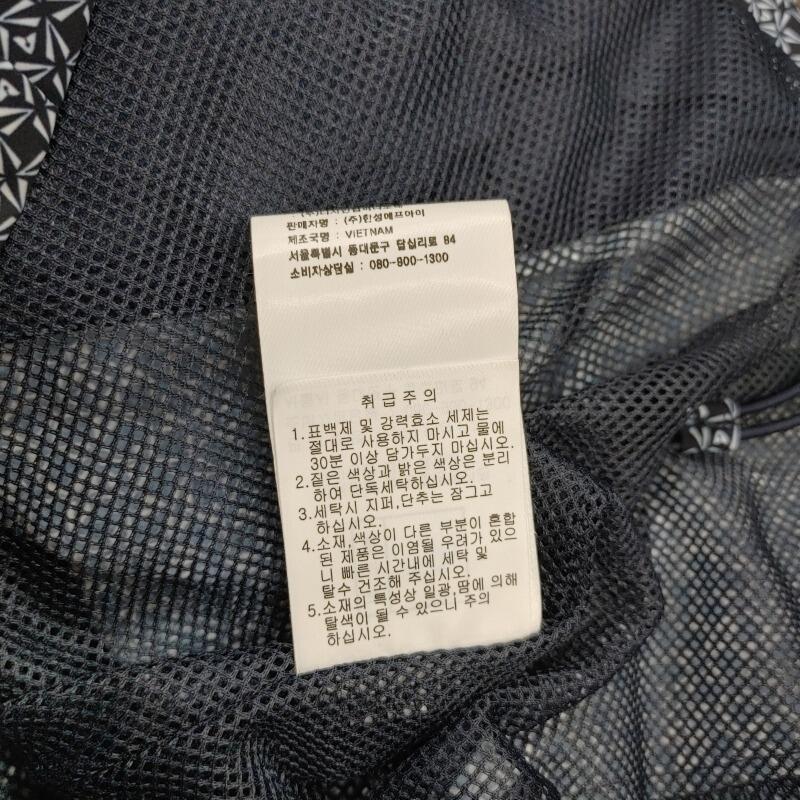 판매자명 : (주)한성에프아이
제조국명 : VIETNAM
서울특별시 동대문구 답십리로 84
소비자상담실 : 080-800-1300
취급주의
1. 표백제 및 강력효소 세제는
절대로 사용하지 마시고 물에
30분 이상 담가두지 마십시오.
2. 짙은 색상과 밝은 색상은 분리
하여 단독세탁하십시오.
3. 세탁시 지퍼,단추는 잠그고
하십시오.
4. 소재,색상이 다른 부분이 혼합
된 제품은 이염될 우려가 있으
니 빠른 시간내에 세탁 및
탈수 건조해 주십시오.
5. 소재의 특성상 일광,땀에 의해
탈색이 될 수 있으니 주의
하십시오.